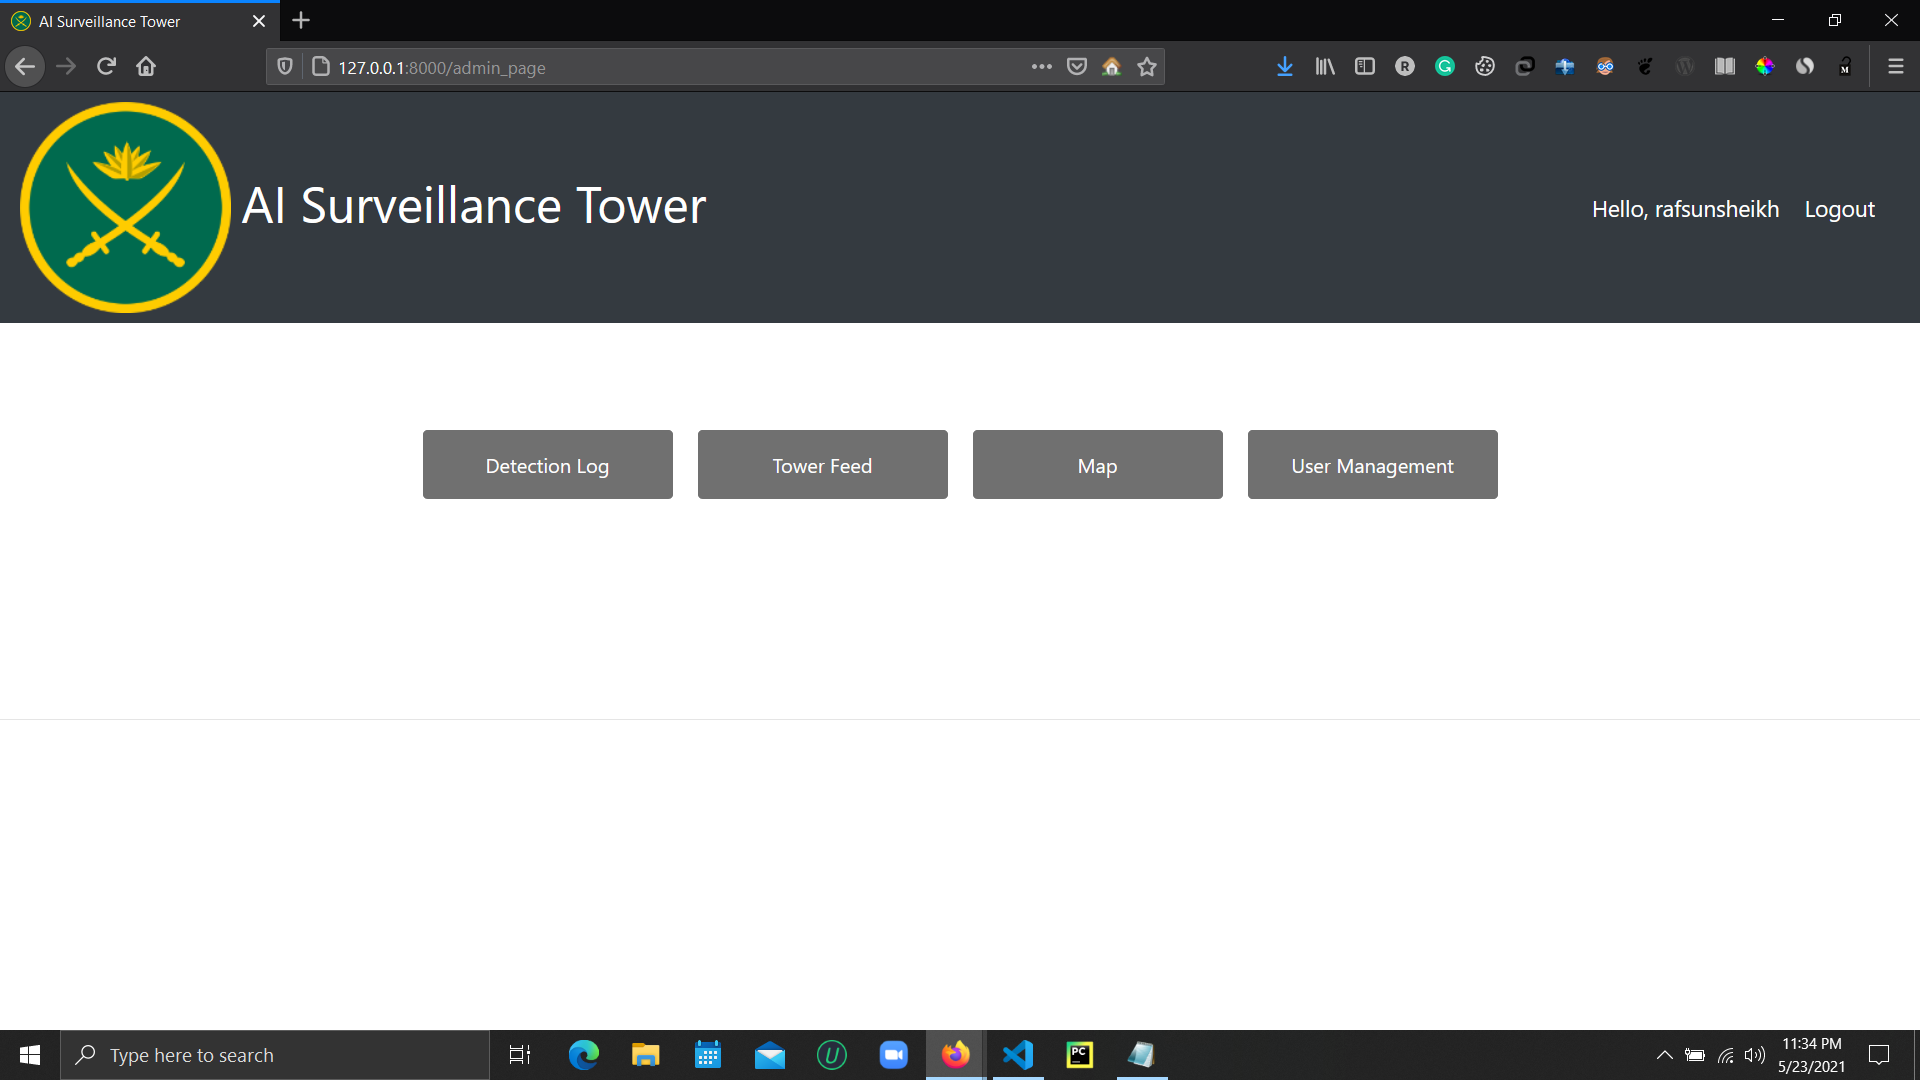 AI Surveillance Tower
127.0.0.1:8000/admin_page
AI Surveillance Tower
Hello, rafsunsheikh
Logout
Detection Log
Tower Feed
Map
User Management
Type here to search
11:34 PM
5/23/2021